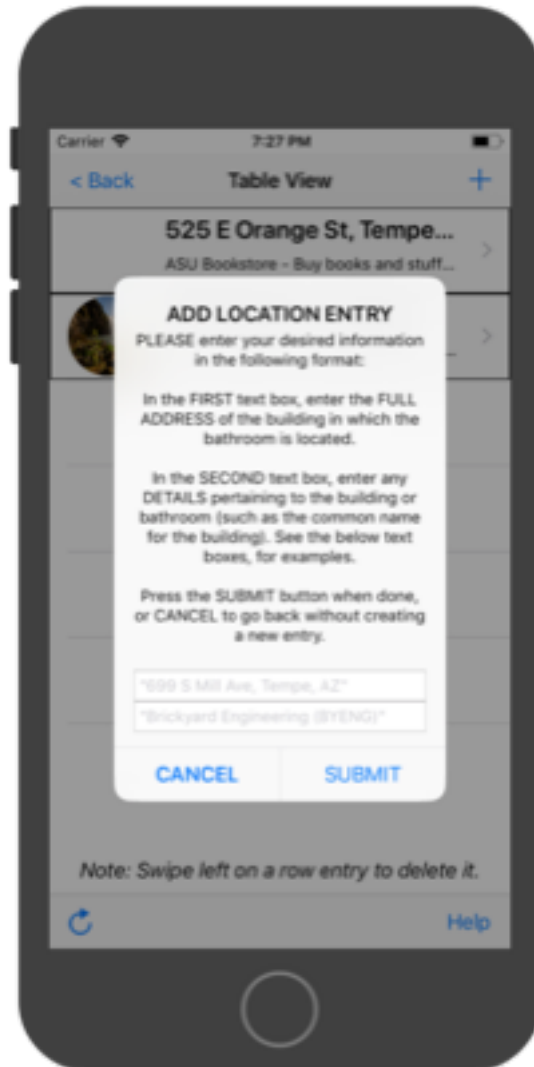 Carrier 7:27 PM
< Back Table View +
525 E Orange St, Tempe...
ASU Bookstore - Buy books and stuff...
ADD LOCATION ENTRY
PLEASE enter your desired information
in the following format:
In the FIRST text box, enter the FULL
ADDRESS of the building in which the
bathroom is located.
In the SECOND text box, enter any
DETAILS pertaining to the building or
bathroom (such as the common name
for the building). See the below text
boxes, for examples.
Press the SUBMIT button when done,
or CANCEL to go back without creating
a new entry.
"699 S Mill Ave, Tempe, AZ"
"Brickyard Engineering (BYENG)"
CANCEL SUBMIT
Note: Swipe left on a row entry to delete it.
Help